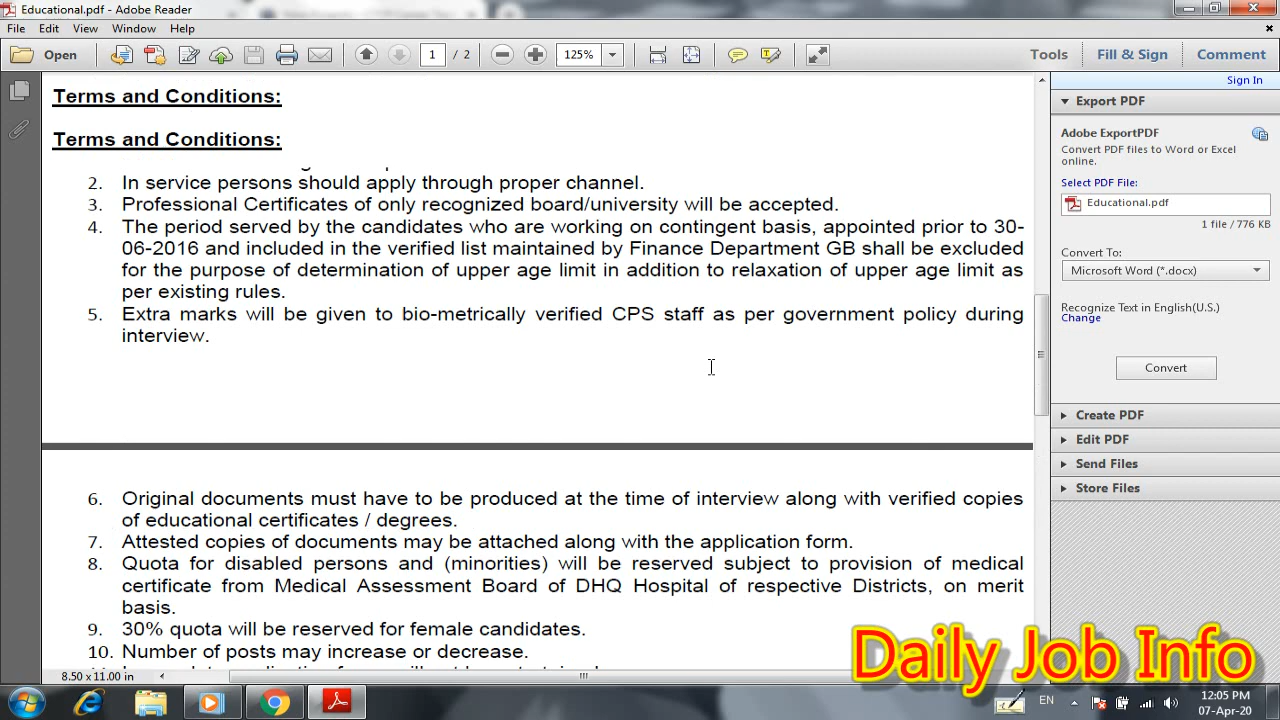 Educational.pdf - Adobe Reader
File Edit View Window Help
Open 1 / 2 125% Tools Fill & Sign Comment
Sign In
Terms and Conditions:
Terms and Conditions:
2. In service persons should apply through proper channel.
3. Professional Certificates of only recognized board/university will be accepted.
4. The period served by the candidates who are working on contingent basis, appointed prior to 30-
06-2016 and included in the verified list maintained by Finance Department GB shall be excluded
for the purpose of determination of upper age limit in addition to relaxation of upper age limit as
per existing rules.
5. Extra marks will be given to bio-metrically verified CPS staff as per government policy during
interview.
6. Original documents must have to be produced at the time of interview along with verified copies
of educational certificates / degrees.
7. Attested copies of documents may be attached along with the application form.
8. Quota for disabled persons and (minorities) will be reserved subject to provision of medical
certificate from Medical Assessment Board of DHQ Hospital of respective Districts, on merit
basis.
9. 30% quota will be reserved for female candidates.
10. Number of posts may increase or decrease.
8.50 x 11.00 in
Export PDF
Adobe ExportPDF
Convert PDF files to Word or Excel
online.
Select PDF File:
Educational.pdf
1 file / 776 KB
Convert To:
Microsoft Word (*.docx)
Recognize Text in English(U.S.)
Change
Convert
Create PDF
Edit PDF
Send Files
Store Files
Daily Job Info
EN
12:05 PM
07-Apr-20